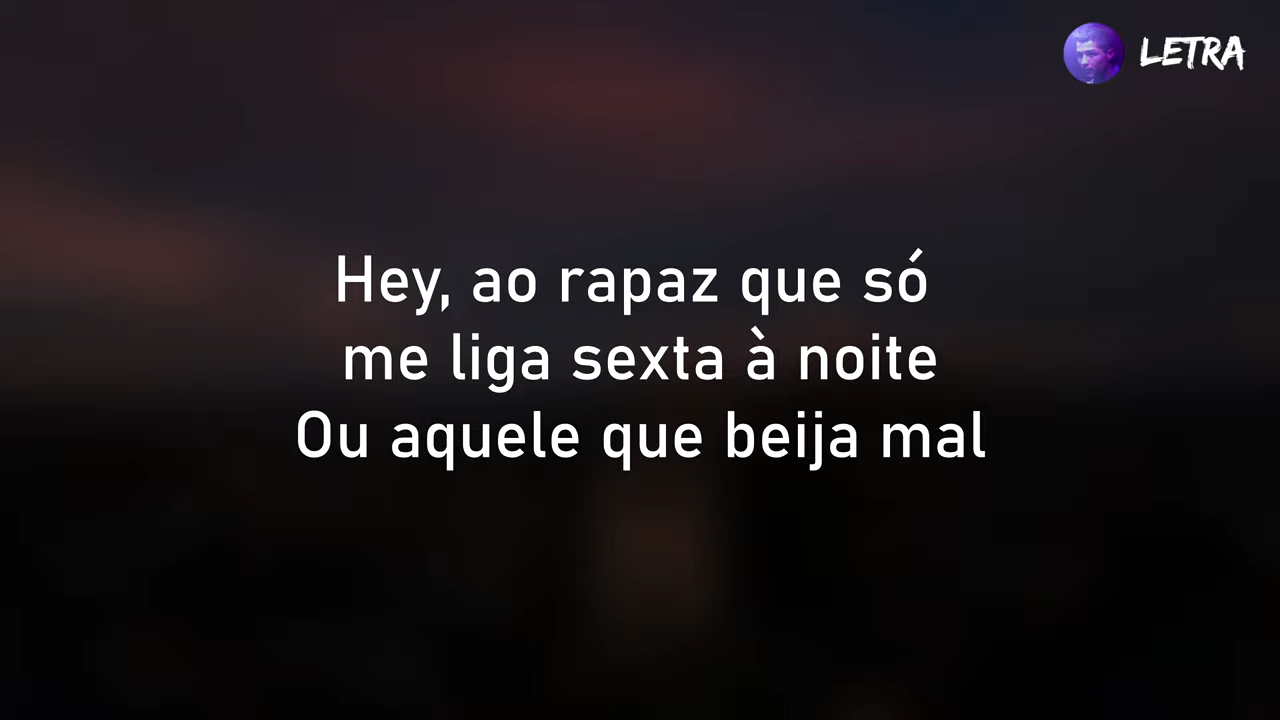 LETRA
Hey, ao rapaz que só
me liga sexta à noite
Ou aquele que beija mal